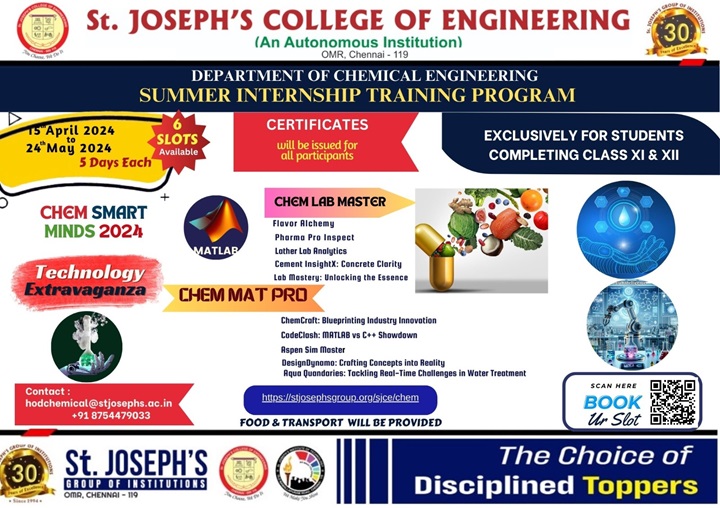 St. JOSEPH'S COLLEGE OF ENGINEERING
(An Autonomous Institution)
OMR, Chennai - 119
30
DEPARTMENT OF CHEMICAL ENGINEERING
SUMMER INTERNSHIP TRAINING PROGRAM
15 April 2024
to
24th May 2024
5 Days Each
6
SLOTS
Available
CERTIFICATES
will be issued for
all participants
EXCLUSIVELY FOR STUDENTS
COMPLETING CLASS XI & XII
CHEM SMART
MINDS 2024
MATLAB
CHEM LAB MASTER
Flavor Alchemy
Pharma Pro Inspect
Lather Lab Analytics
Cement InsightX: Concrete Clarity
Lab Mastery: Unlocking the Essence
Technology
Extravaganza
CHEM MAT PRO
ChemCraft: Blueprinting Industry Innovation
CodeClash: MATLAB vs C++ Showdown
Aspen Sim Master
DesignDynamo: Crafting Concepts into Reality
Aqua Quandaries: Tackling Real-Time Challenges in Water Treatment
Contact :
hodchemical@stjosephs.ac.in
+91 8754479033
https://stjosephsgroup.org/sjce/chem
FOOD & TRANSPORT WILL BE PROVIDED
SCAN HERE
BOOK
Ur Slot
30
Since 1994
St. JOSEPH'S
GROUP OF INSTITUTIONS
OMR, CHENNAI - 119
The Choice of
Disciplined Toppers